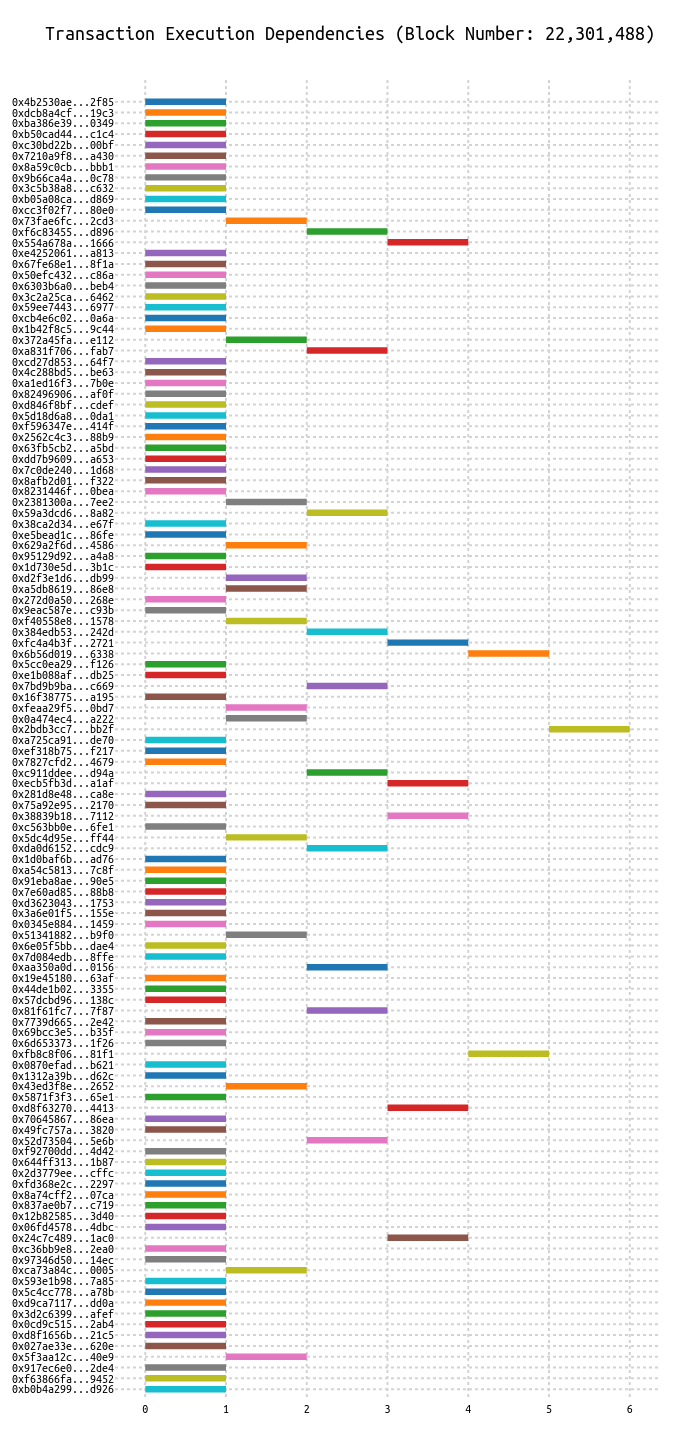 Transaction Execution Dependencies (Block Number: 22,301,488)
0x4b2530ae...2f85
0xdcb8a4cf...19c3
0xba386e39...0349
0xb50cad44...c1c4
0xc30bd22b...00bf
0x7210a9f8...a430
0x8a59c0cb...bbb1
0x9b66ca4a...0c78
0x3c5b38a8...c632
0xb05a08ca...d869
0xcc3f02f7...80e0
0x73fae6fc...2cd3
0xf6c83455...d896
0x554a678a...1666
0xe4252061...a813
0x67fe68e1...8f1a
0x50efc432...c86a
0x6303b6a0...beb4
0x3c2a25ca...6462
0x59ee7443...6977
0xcb4e6c02...0a6a
0x1b42f8c5...9c44
0x372a45fa...e112
0xa831f706...fab7
0xcd27d853...64f7
0x4c288bd5...be63
0xa1ed16f3...7b0e
0x82496906...af0f
0xd846f8bf...cdef
0x5d18d6a8...0da1
0xf596347e...414f
0x2562c4c3...88b9
0x63fb5cb2...a5bd
0xdd7b9609...a653
0x7c0de240...1d68
0x8afb2d01...f322
0x8231446f...0bea
0x2381300a...7ee2
0x59a3dcd6...8a82
0x38ca2d34...e67f
0xe5bead1c...86fe
0x629a2f6d...4586
0x95129d92...a4a8
0x1d730e5d...3b1c
0xd2f3e1d6...db99
0xa5db8619...86e8
0x272d0a50...268e
0x9eac587e...c93b
0xf40558e8...1578
0x384edb53...242d
0xfc4a4b3f...2721
0x6b56d019...6338
0x5cc0ea29...f126
0xe1b088af...db25
0x7bd9b9ba...c669
0x16f38775...a195
0xfeaa29f5...0bd7
0x0a474ec4...a222
0x2bdb3cc7...bb2f
0xa725ca91...de70
0xef318b75...f217
0x7827cfd2...4679
0xc911ddee...d94a
0xecb5fb3d...a1af
0x281d8e48...ca8e
0x75a92e95...2170
0x38839b18...7112
0xc563bb0e...6fe1
0x5dc4d95e...ff44
0xda0d6152...cdc9
0x1d0baf6b...ad76
0xa54c5813...7c8f
0x91eba8ae...90e5
0x7e60ad85...88b8
0xd3623043...1753
0x3a6e01f5...155e
0x0345e884...1459
0x51341882...b9f0
0x6e05f5bb...dae4
0x7d084edb...8ffe
0xaa350a0d...0156
0x19e45180...63af
0x44de1b02...3355
0x57dcbd96...138c
0x81f61fc7...7f87
0x7739d665...2e42
0x69bcc3e5...b35f
0x6d653373...1f26
0xfb8c8f06...81f1
0x0870efad...b621
0x1312a39b...d62c
0x43ed3f8e...2652
0x5871f3f3...65e1
0xd8f63270...4413
0x70645867...86ea
0x49fc757a...3820
0x52d73504...5e6b
0xf92700dd...4d42
0x644ff313...1b87
0x2d3779ee...cffc
0xfd368e2c...2297
0x8a74cff2...07ca
0x837ae0b7...c719
0x12b82585...3d40
0x06fd4578...4dbc
0x24c7c489...1ac0
0xc36bb9e8...2ea0
0x97346d50...14ec
0xca73a84c...0005
0x593e1b98...7a85
0x5c4cc778...a78b
0xd9ca7117...dd0a
0x3d2c6399...afef
0x0cd9c515...2ab4
0xd8f1656b...21c5
0x027ae33e...620e
0x5f3aa12c...40e9
0x917ec6e0...2de4
0xf63866fa...9452
0xb0b4a299...d926
0 1 2 3 4 5 6